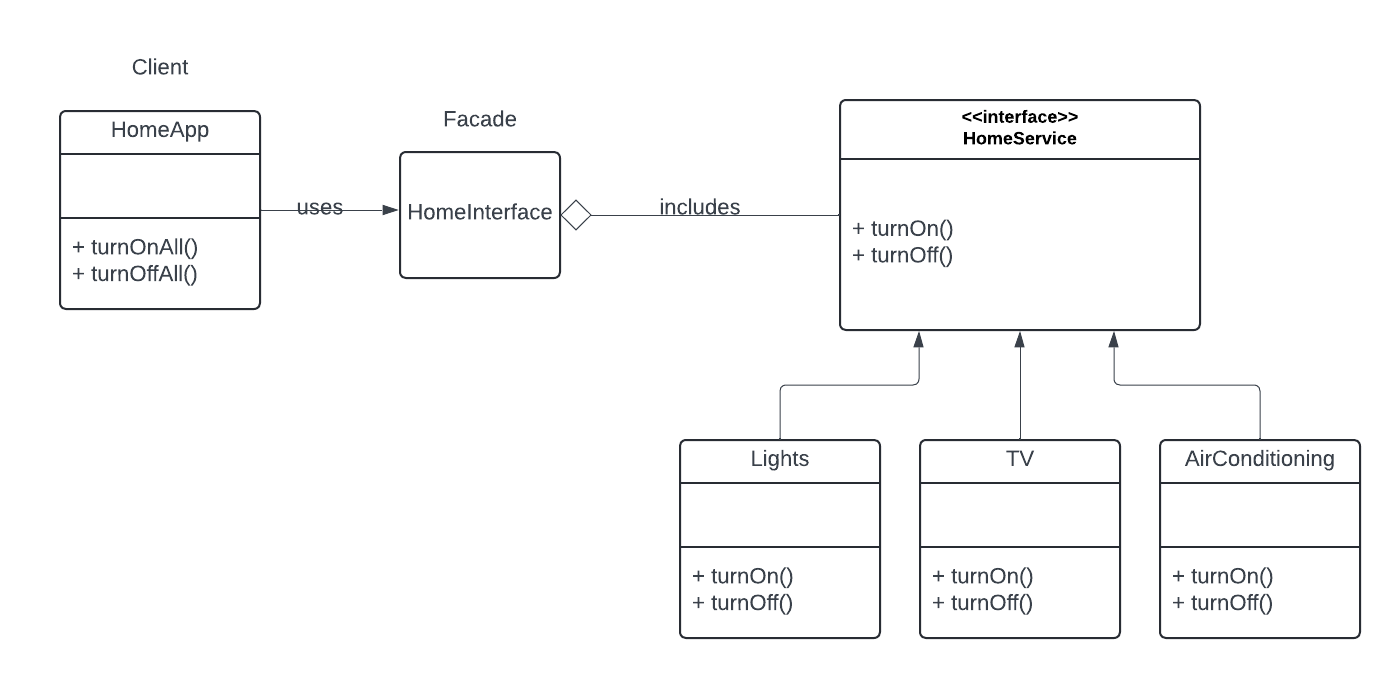 Client
HomeApp
+ turnOnAll()
+ turnOffAll()
uses
Facade
HomeInterface
includes
<<interface>>
HomeService
+ turnOn()
+ turnOff()
Lights
+ turnOn()
+ turnOff()
TV
+ turnOn()
+ turnOff()
AirConditioning
+ turnOn()
+ turnOff()